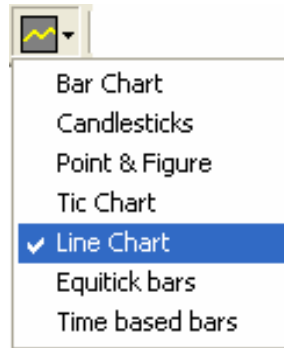 Bar Chart
Candlesticks
Point & Figure
Tic Chart
Line Chart
Equitick bars
Time based bars